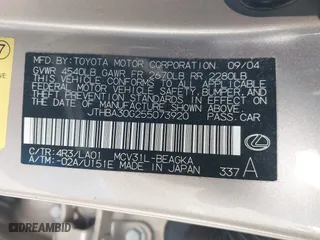 7
MFD. BY: TOYOTA MOTOR CORPORATION 09/04
GVWR 4540LB GAWR FR 2670LB RR 2280LB
THIS VEHICLE CONFORMS TO ALL APPLICABLE
FEDERAL MOTOR VEHICLE SAFETY, BUMPER, AND
THEFT PREVENTION STANDARDS IN EFFECT ON
THE DATE OF MANUFACTURE SHOWN ABOVE.
JTHBA30G255073920 PASS.CAR
C/TR: 4R3/LA01 MCV31L-BEAGKA
A/TM: -02A/U151E MADE IN JAPAN 337 A